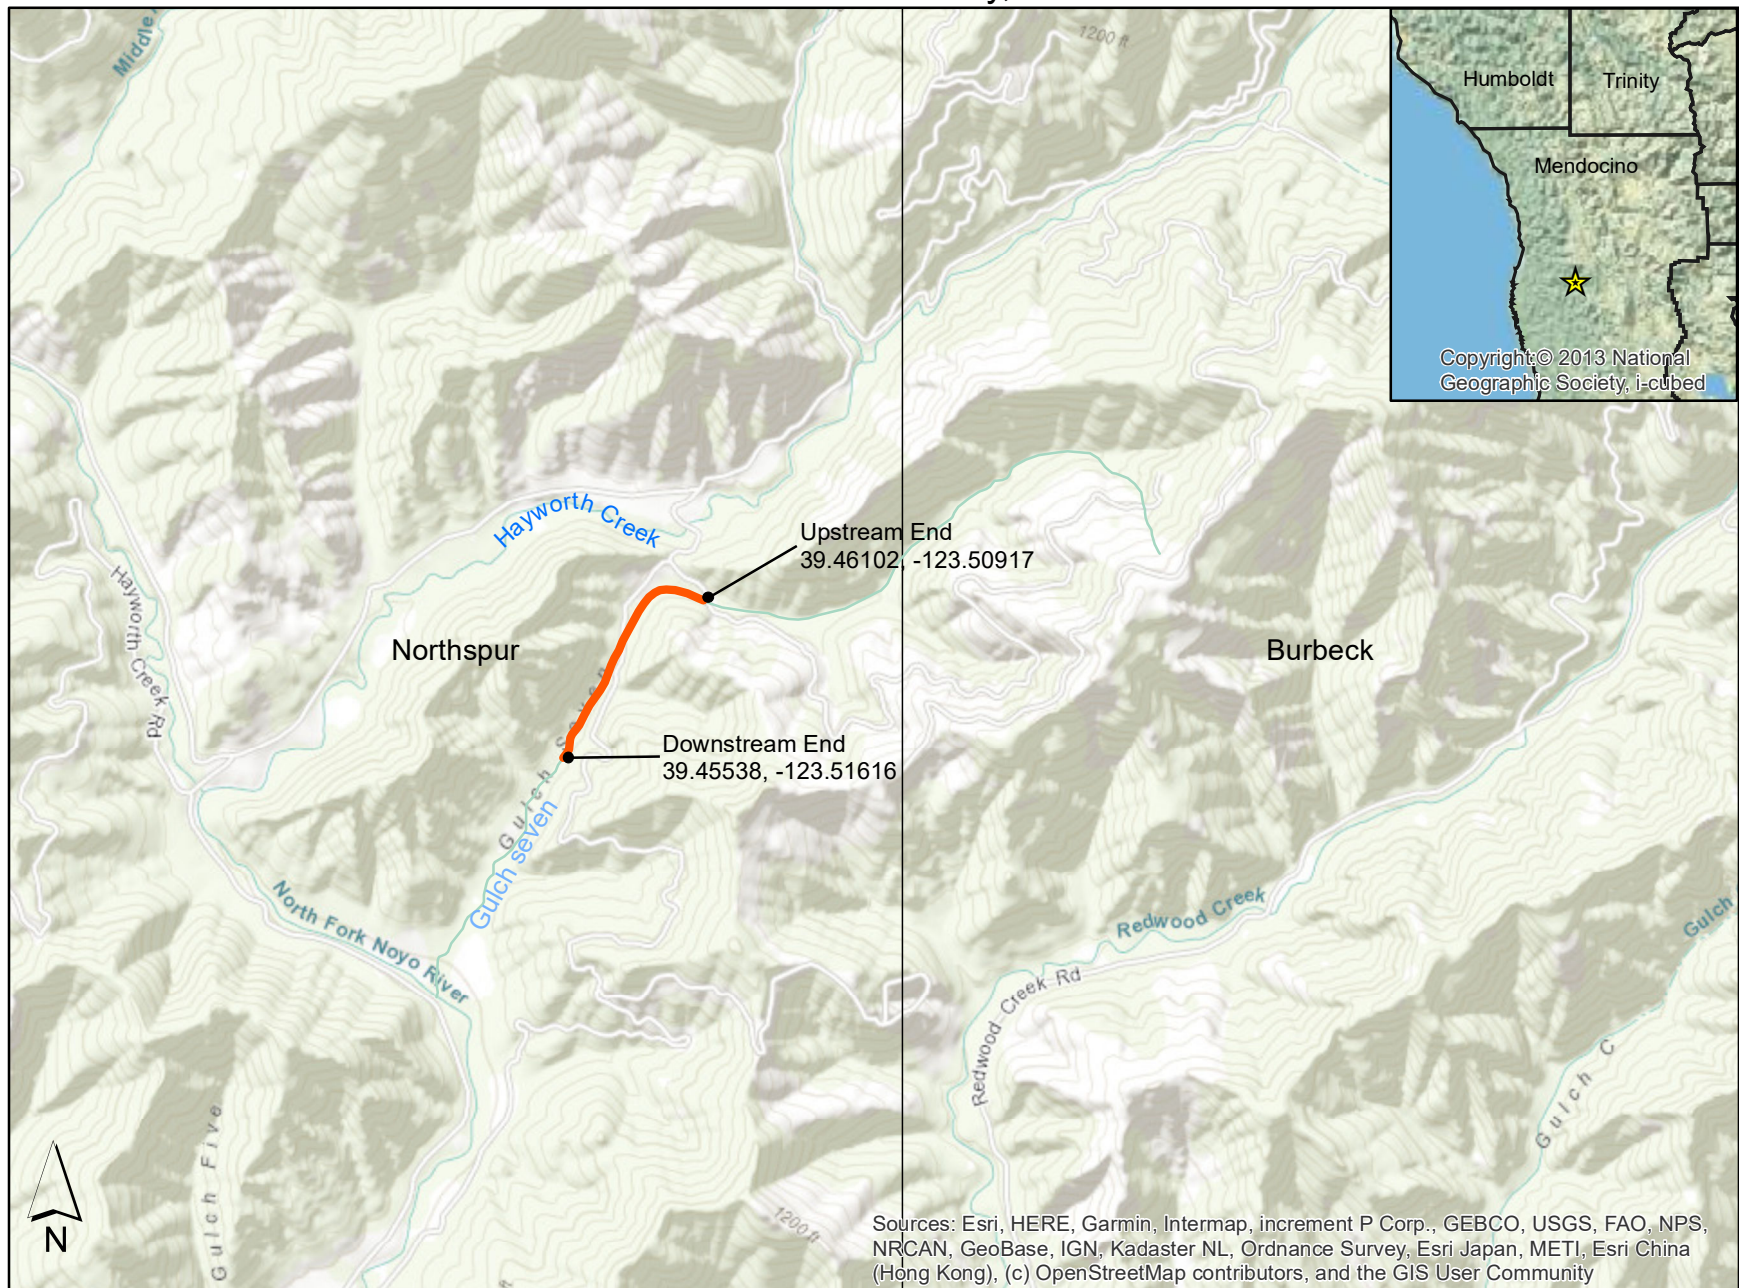 1200 ft
Middle
Humboldt
Trinity
Mendocino
Copyright:© 2013 National
Geographic Society, i-cubed
Hayworth Creek
Upstream End
39.46102, -123.50917
Hayworth Creek Rd
Northspur
Burbeck
Gulch Seven
Downstream End
39.45538, -123.51616
Gulch seven
North Fork Noyo River
Redwood Creek
Gulch
Redwood Creek Rd
Gulch C
Gulch Five
1200 ft
ft
N
Sources: Esri, HERE, Garmin, Intermap, increment P Corp., GEBCO, USGS, FAO, NPS,
NRCAN, GeoBase, IGN, Kadaster NL, Ordnance Survey, Esri Japan, METI, Esri China
(Hong Kong), (c) OpenStreetMap contributors, and the GIS User Community